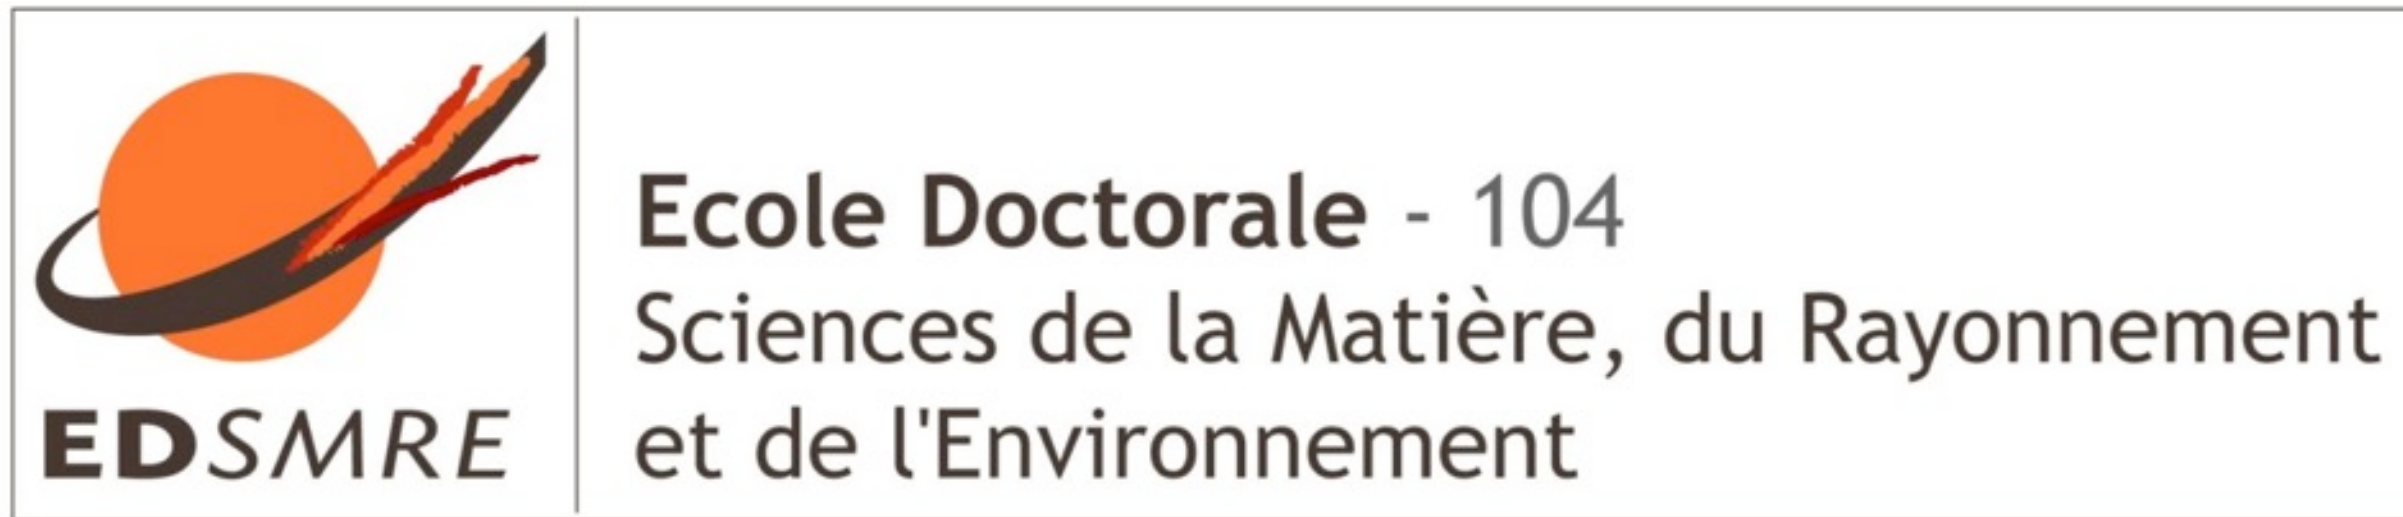 EDSMRE
Ecole Doctorale - 104
Sciences de la Matière, du Rayonnement
et de l'Environnement